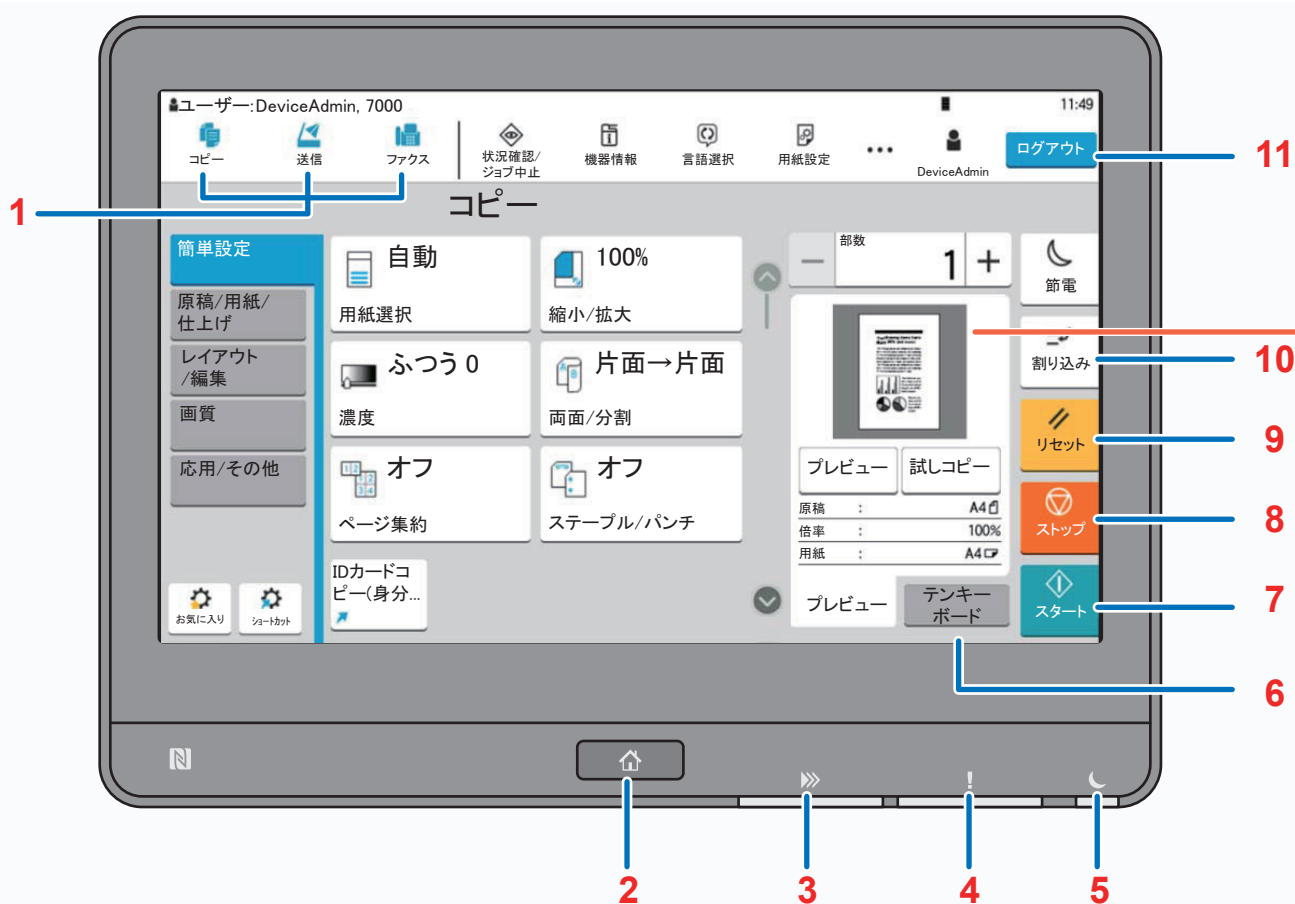 ユーザー:DeviceAdmin, 7000
11:49
コピー
送信
ファクス
状況確認/
ジョブ中止
機器情報
言語選択
用紙設定
•••
DeviceAdmin
ログアウト
11
1
コピー
簡単設定
原稿/用紙/
仕上げ
レイアウト
/編集
画質
応用/その他
お気に入り
ショートカット
自動
用紙選択
100%
縮小/拡大
ふつう 0
濃度
片面→片面
両面/分割
1 2
1 2
3 4
オフ
ページ集約
オフ
ステープル/パンチ
IDカードコ
ピー(身分...
部数
− 1 +
プレビュー
試しコピー
原稿 : A4
倍率 : 100%
用紙 : A4
プレビュー
テンキー
ボード
節電
割り込み
10
リセット
9
ストップ
8
スタート
7
6
2
3
4
5